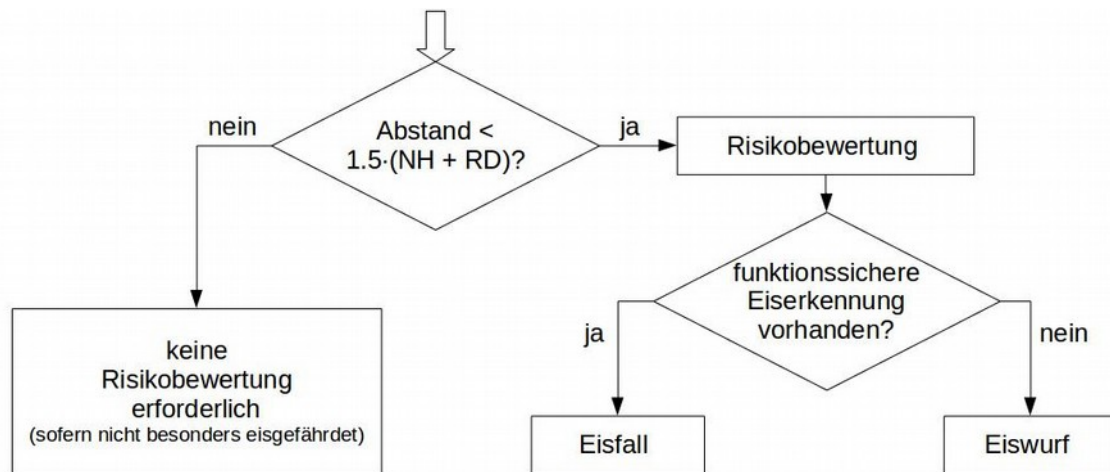 nein
Abstand <
1.5·(NH + RD)?
ja
Risikobewertung
funktionssichere
Eiserkennung
vorhanden?
ja
nein
keine
Risikobewertung
erforderlich
(sofern nicht besonders eisgefährdet)
Eisfall
Eiswurf